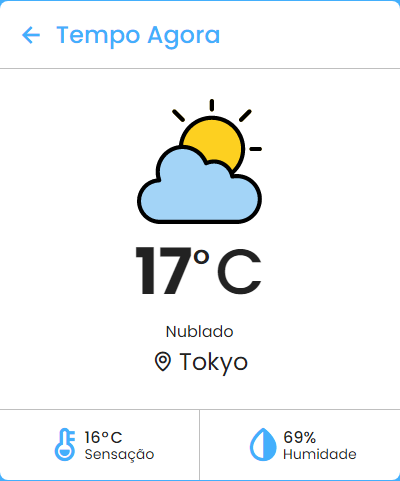 Tempo Agora
17°C
Nublado
Tokyo
16°C
Sensação
69%
Humidade